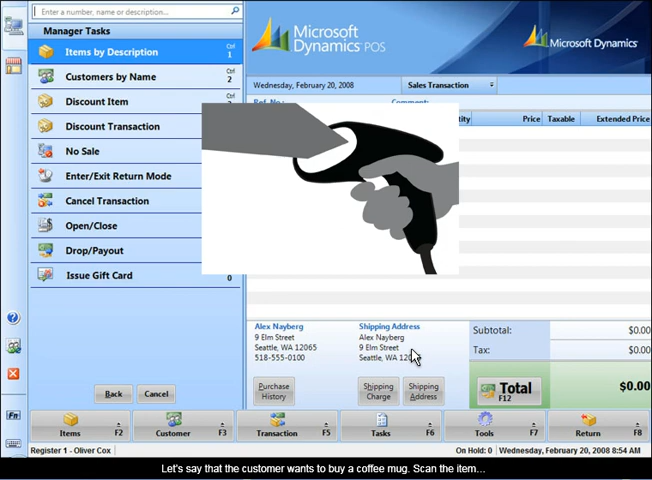 Enter a number, name or description...
Manager Tasks
Items by Description
Ctrl
1
Customers by Name
Ctrl
2
Discount Item
Ctrl
Discount Transaction
No Sale
Enter/Exit Return Mode
Cancel Transaction
Open/Close
Drop/Payout
Issue Gift Card
0
Back
Cancel
Microsoft
Dynamics POS
Microsoft Dynamics
Wednesday, February 20, 2008
Sales Transaction
Ref. No.:
Comment:
tity
Price
Taxable
Extended Price
Alex Nayberg
9 Elm Street
Seattle, WA 12065
518-555-0100
Shipping Address
Alex Nayberg
9 Elm Street
Seattle, WA 120
Purchase
History
Shipping
Charge
Shipping
Address
Subtotal:
$0.00
Tax:
$0.00
Total
F12
$0.00
Items
F2
Customer
F3
Transaction
F5
Tasks
F6
Tools
F7
Return
F8
Fn
Register 1 - Oliver Cox
On Hold: 0
Wednesday, February 20, 2008 8:54 AM
Let's say that the customer wants to buy a coffee mug. Scan the item...